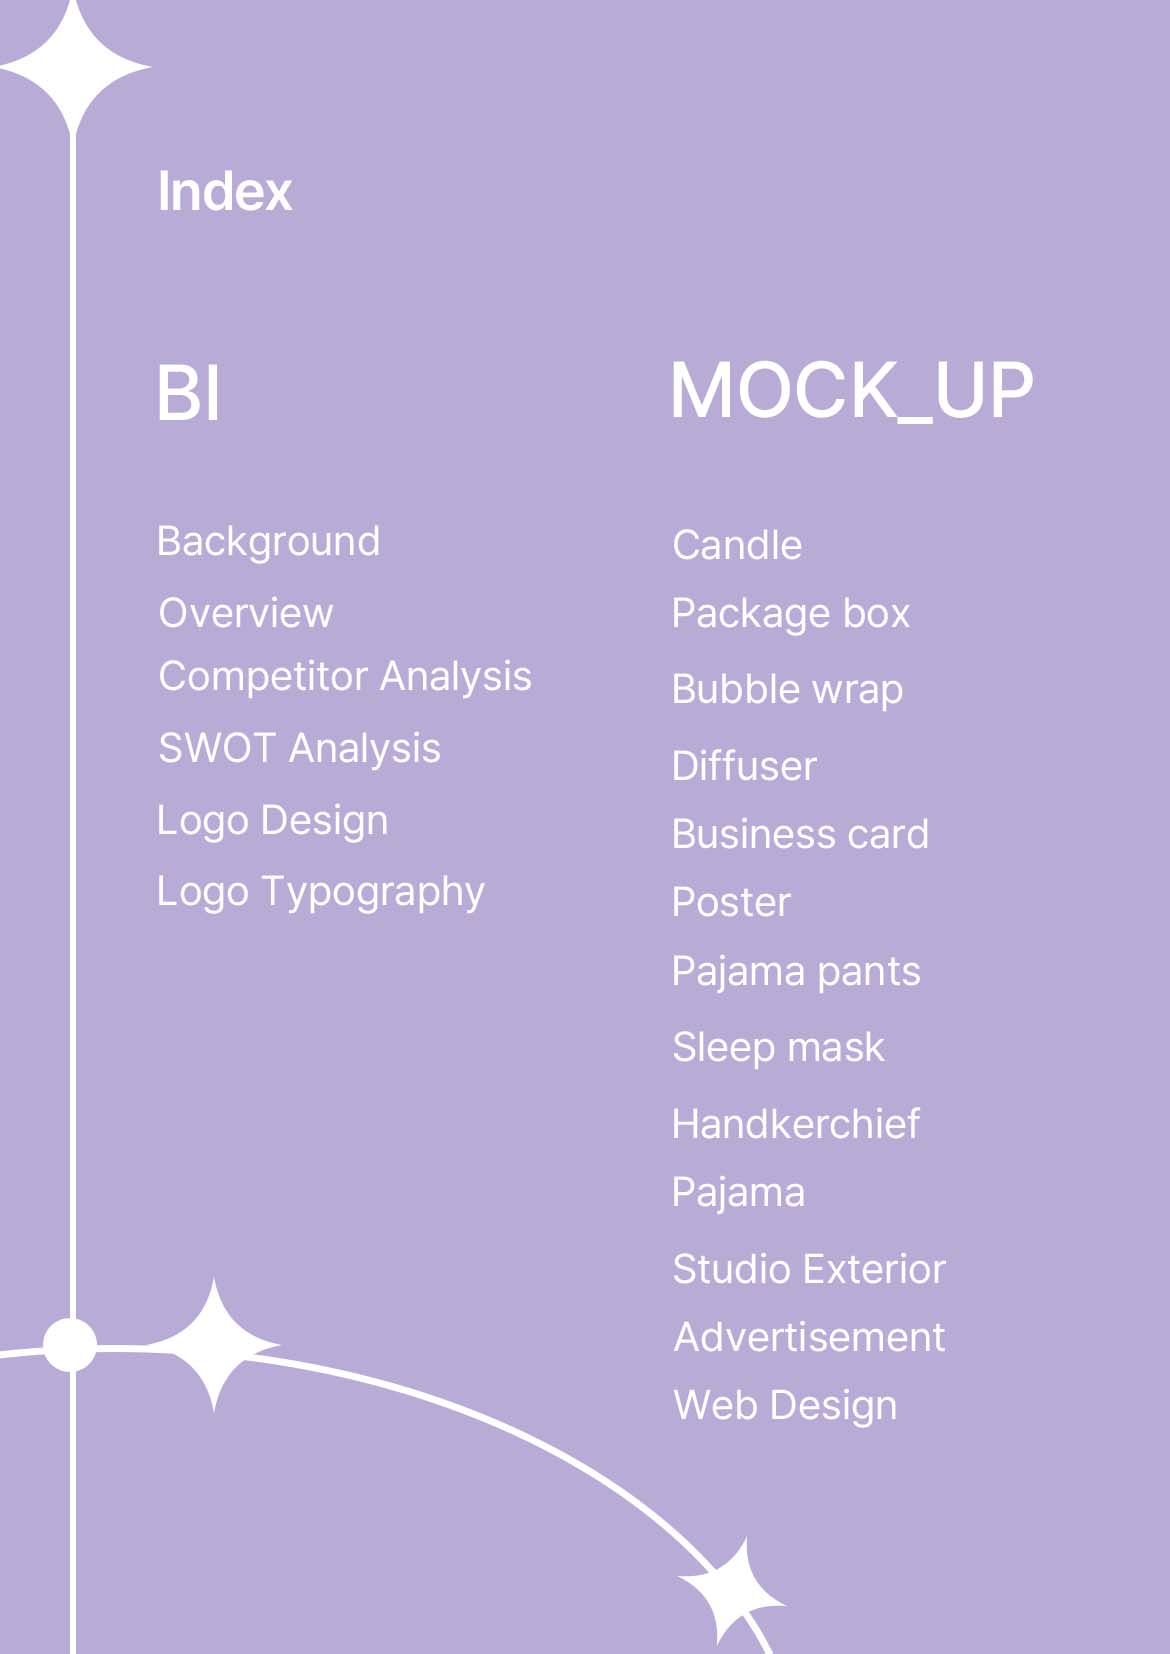 Index
BI
Background
Overview
Competitor Analysis
SWOT Analysis
Logo Design
Logo Typography
MOCK_UP
Candle
Package box
Bubble wrap
Diffuser
Business card
Poster
Pajama pants
Sleep mask
Handkerchief
Pajama
Studio Exterior
Advertisement
Web Design